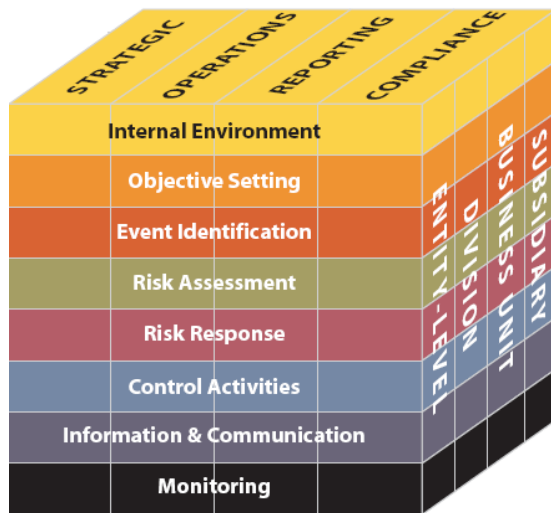 STRATEGIC
OPERATIONS
REPORTING
COMPLIANCE
Internal Environment
Objective Setting
Event Identification
Risk Assessment
Risk Response
Control Activities
Information & Communication
Monitoring
ENTITY-LEVEL
DIVISION
BUSINESS UNIT
SUBSIDIARY